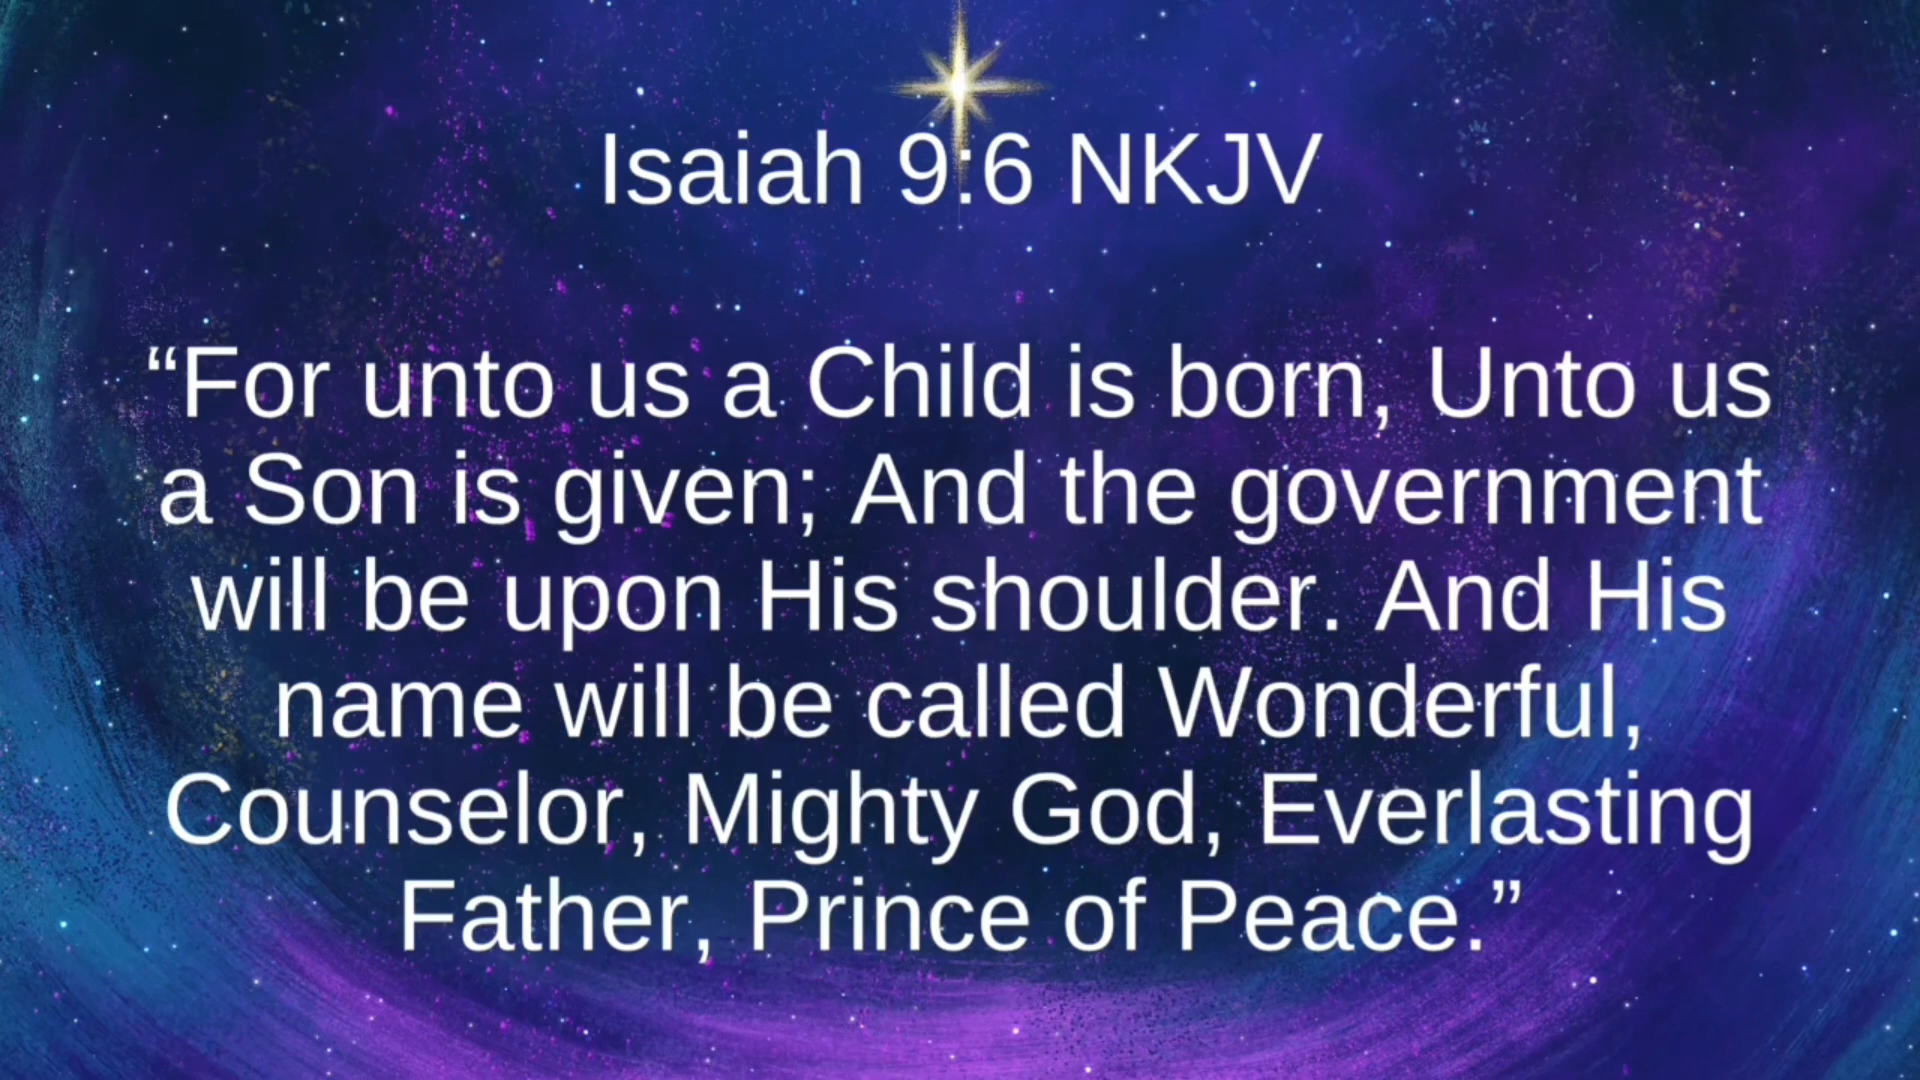 Isaiah 9:6 NKJV
“For unto us a Child is born, Unto us
a Son is given; And the government
will be upon His shoulder. And His
name will be called Wonderful,
Counselor, Mighty God, Everlasting
Father, Prince of Peace.”